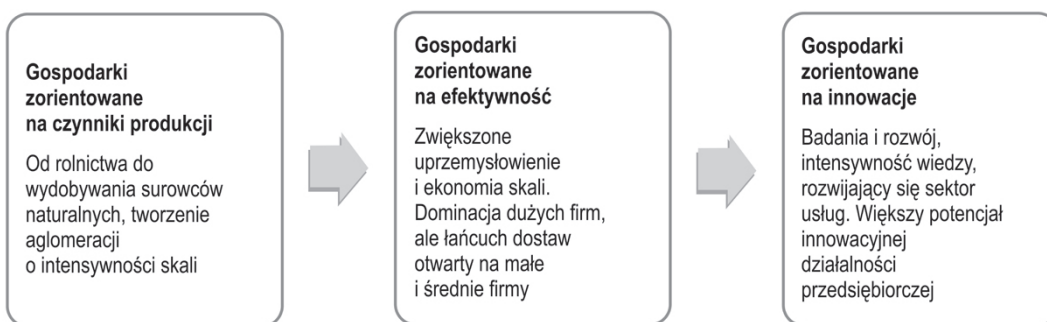 Gospodarki
zorientowane
na czynniki produkcji
Od rolnictwa do
wydobywania surowców
naturalnych, tworzenie
aglomeracji
o intensywności skali
Gospodarki
zorientowane
na efektywność
Zwiększone
uprzemysłowienie
i ekonomia skali.
Dominacja dużych firm,
ale łańcuch dostaw
otwarty na małe
i średnie firmy
Gospodarki
zorientowane
na innowacje
Badania i rozwój,
intensywność wiedzy,
rozwijający się sektor
usług. Większy potencjał
innowacyjnej
działalności
przedsiębiorczej